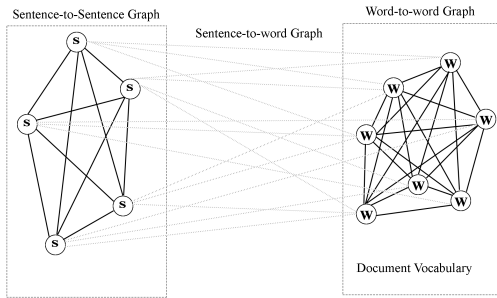 Sentence-to-Sentence Graph
Word-to-word Graph
Sentence-to-word Graph
S
S
S
S
S
W
W
W
W
W
W
W
Document Vocabulary